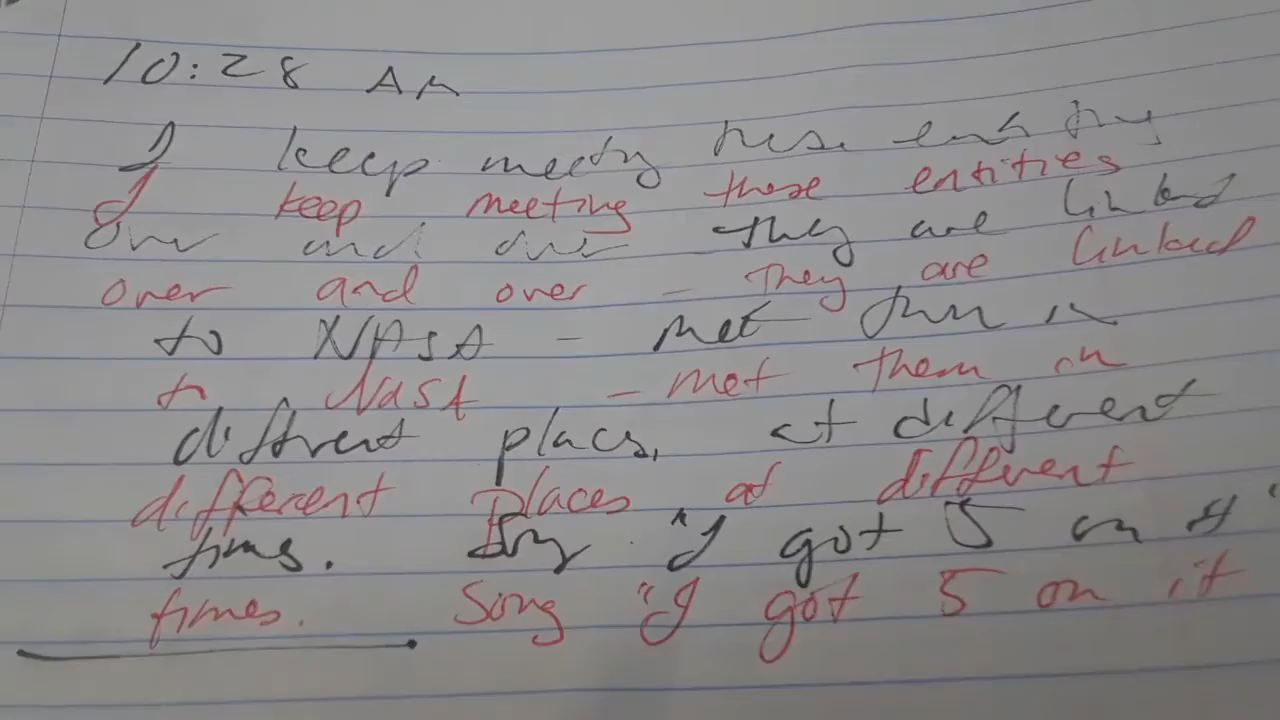 10:28 AM
I keep meeting these entities
I keep meeting these entities
over and over they are linked
over and over - They are linked
to NASA - met them in
to NASA - met them in
different places, at different
different Places at different
times. Song "I got 5 on it"
times. Song "I got 5 on it